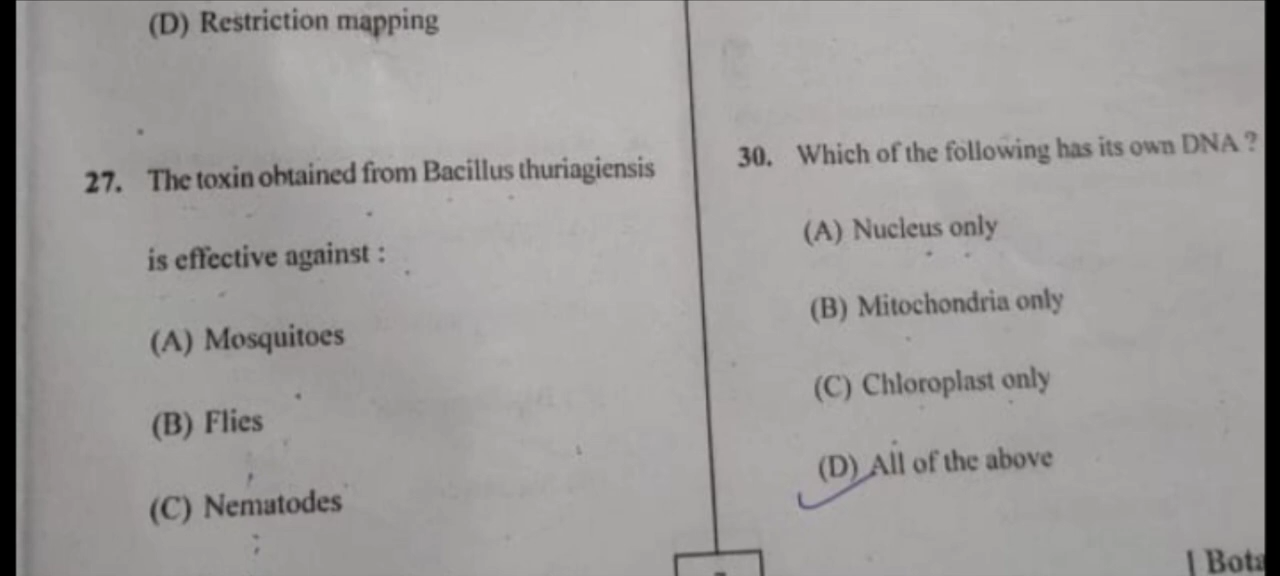 (D) Restriction mapping
27. The toxin obtained from Bacillus thuriagiensis
is effective against :
(A) Mosquitoes
(B) Flies
(C) Nematodes
30. Which of the following has its own DNA ?
(A) Nucleus only
(B) Mitochondria only
(C) Chloroplast only
(D) All of the above